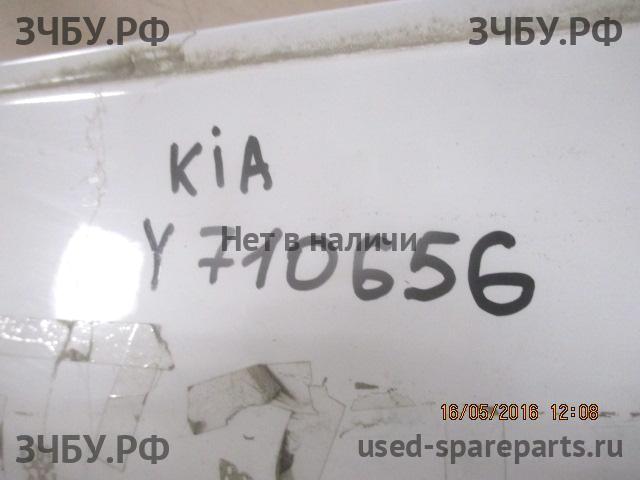 ЗЧБУ.РФ ЗЧБУ.РФ
KiA
Y 710656
Нет в наличии
16/05/2016 12:08
ЗЧБУ.РФ used-spareparts.ru